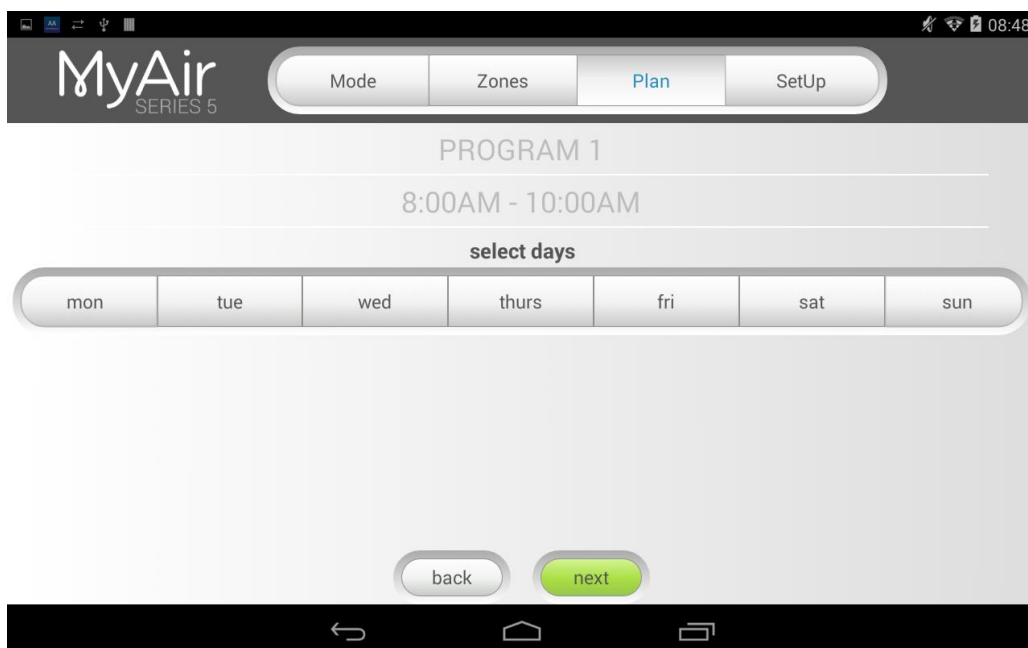 AA
08:48
MyAir
SERIES 5
Mode Zones Plan SetUp
PROGRAM 1
8:00AM - 10:00AM
select days
mon tue wed thurs fri sat sun
back next